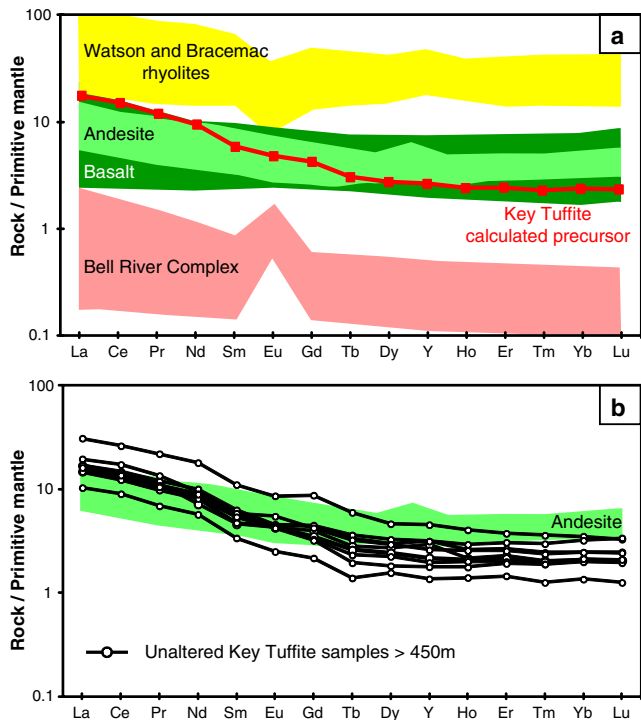 a
100
10
1
0.1
Rock / Primitive mantle
Watson and Bracemac
rhyolites
Andesite
Basalt
Key Tuffite
calculated precursor
Bell River Complex
La Ce Pr Nd Sm Eu Gd Tb Dy Y Ho Er Tm Yb Lu
b
100
10
1
0.1
Rock / Primitive mantle
Andesite
Unaltered Key Tuffite samples > 450m
La Ce Pr Nd Sm Eu Gd Tb Dy Y Ho Er Tm Yb Lu